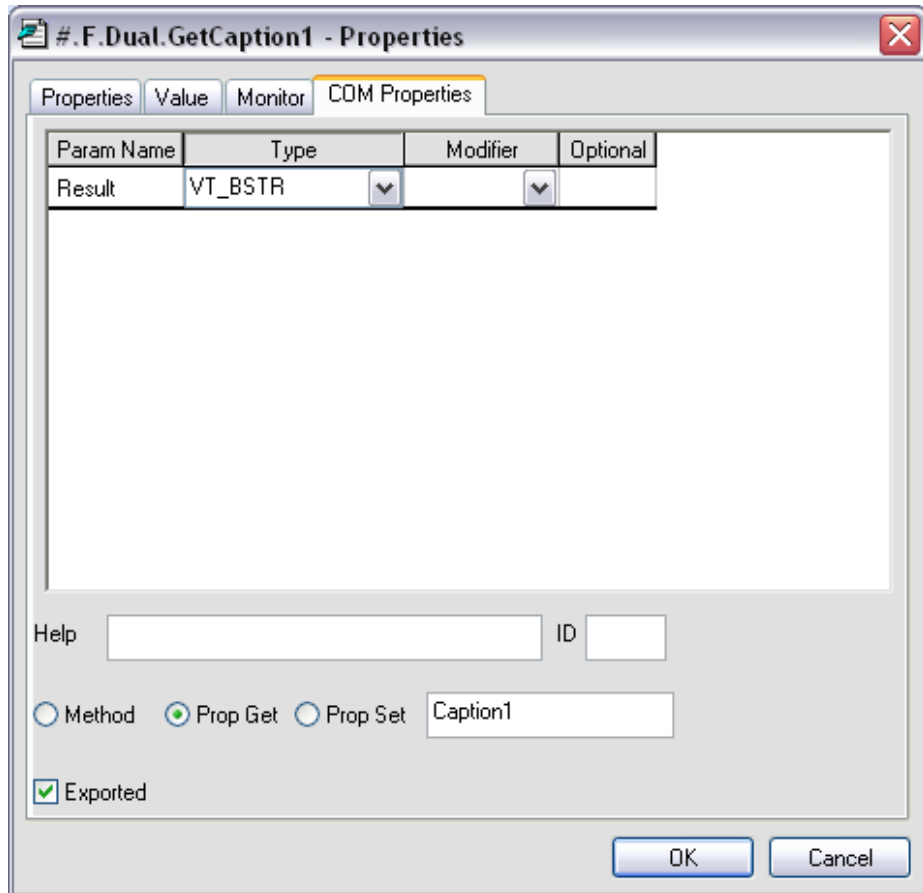 #.F.Dual.GetCaption1 - Properties
Properties Value Monitor COM Properties
Param Name Type Modifier Optional
Result VT_BSTR
Help ID
Method Prop Get Prop Set Caption1
Exported
OK Cancel